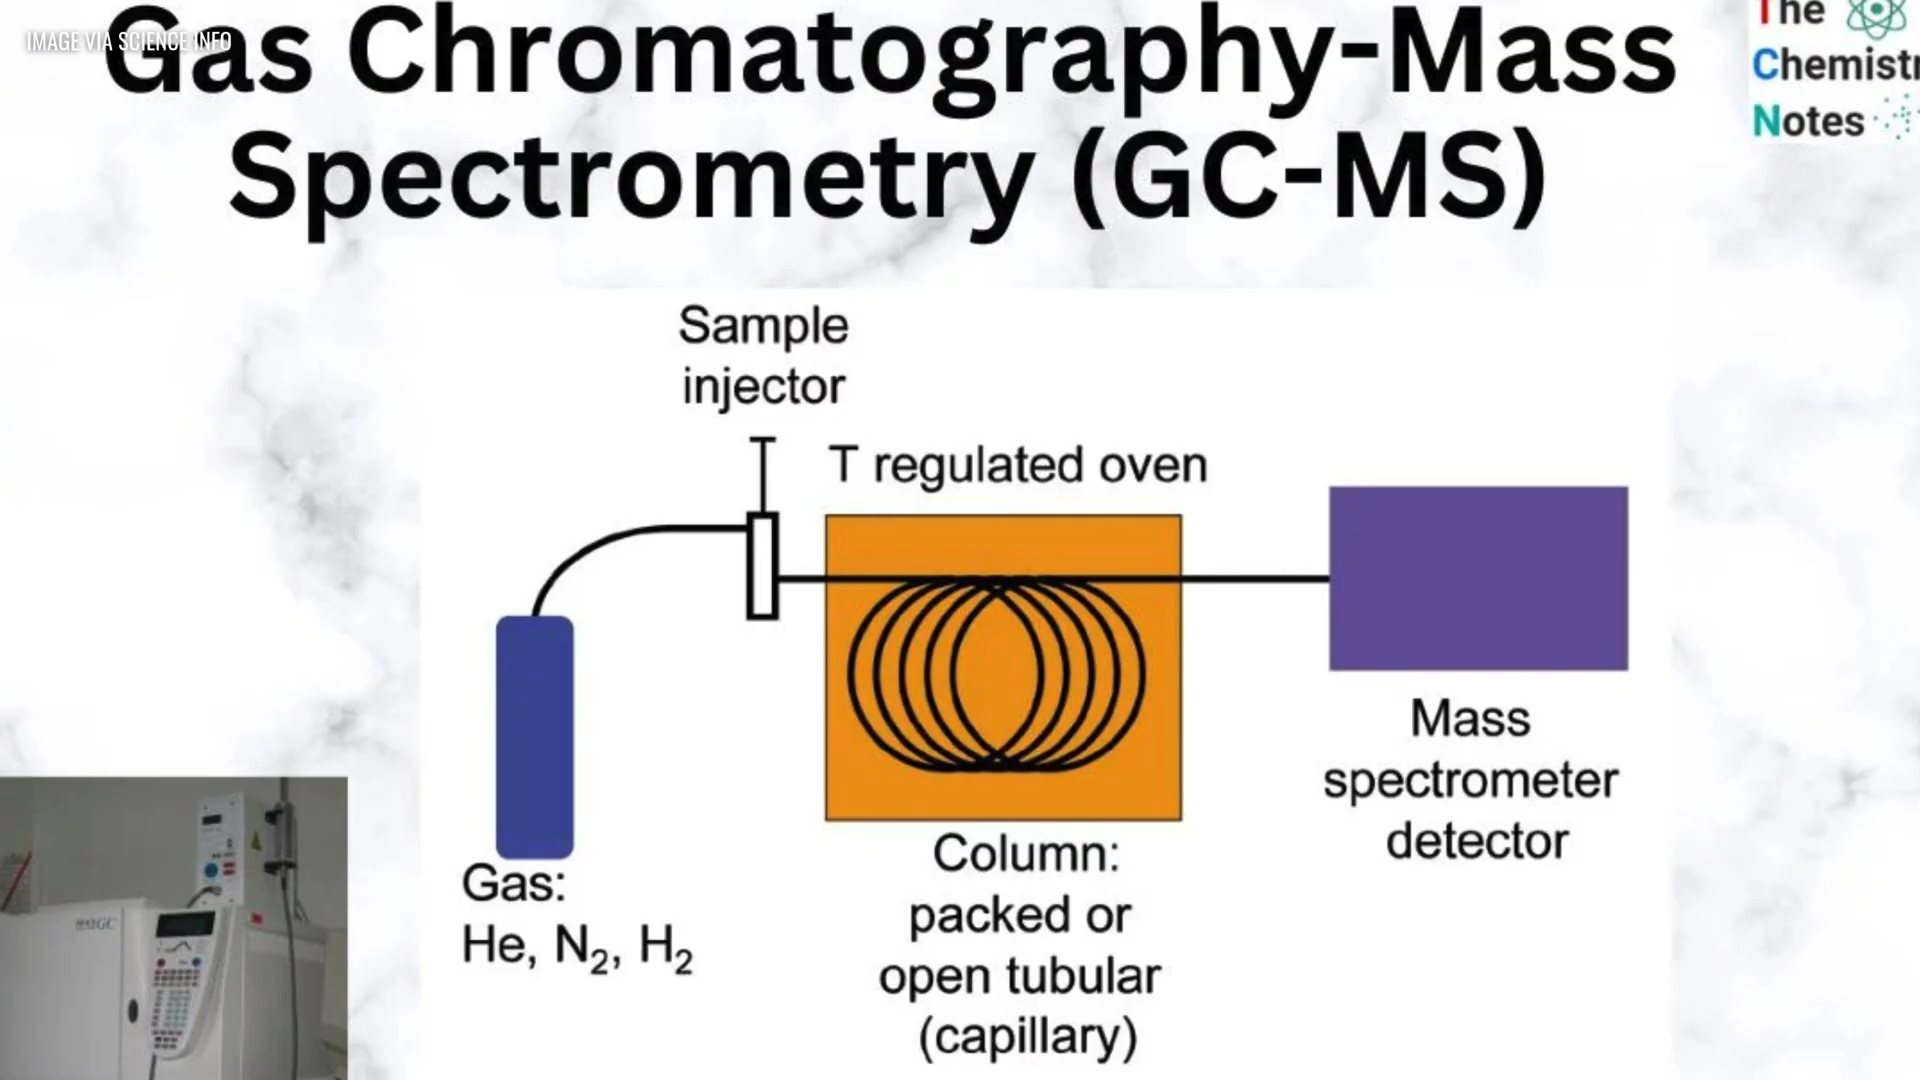 IMAGE VIA SCIENCE INFO
Gas Chromatography-Mass
Spectrometry (GC-MS)
The
Chemistr
Notes
Sample
injector
T regulated oven
Mass
spectrometer
detector
Gas:
He, N₂, H₂
Column:
packed or
open tubular
(capillary)